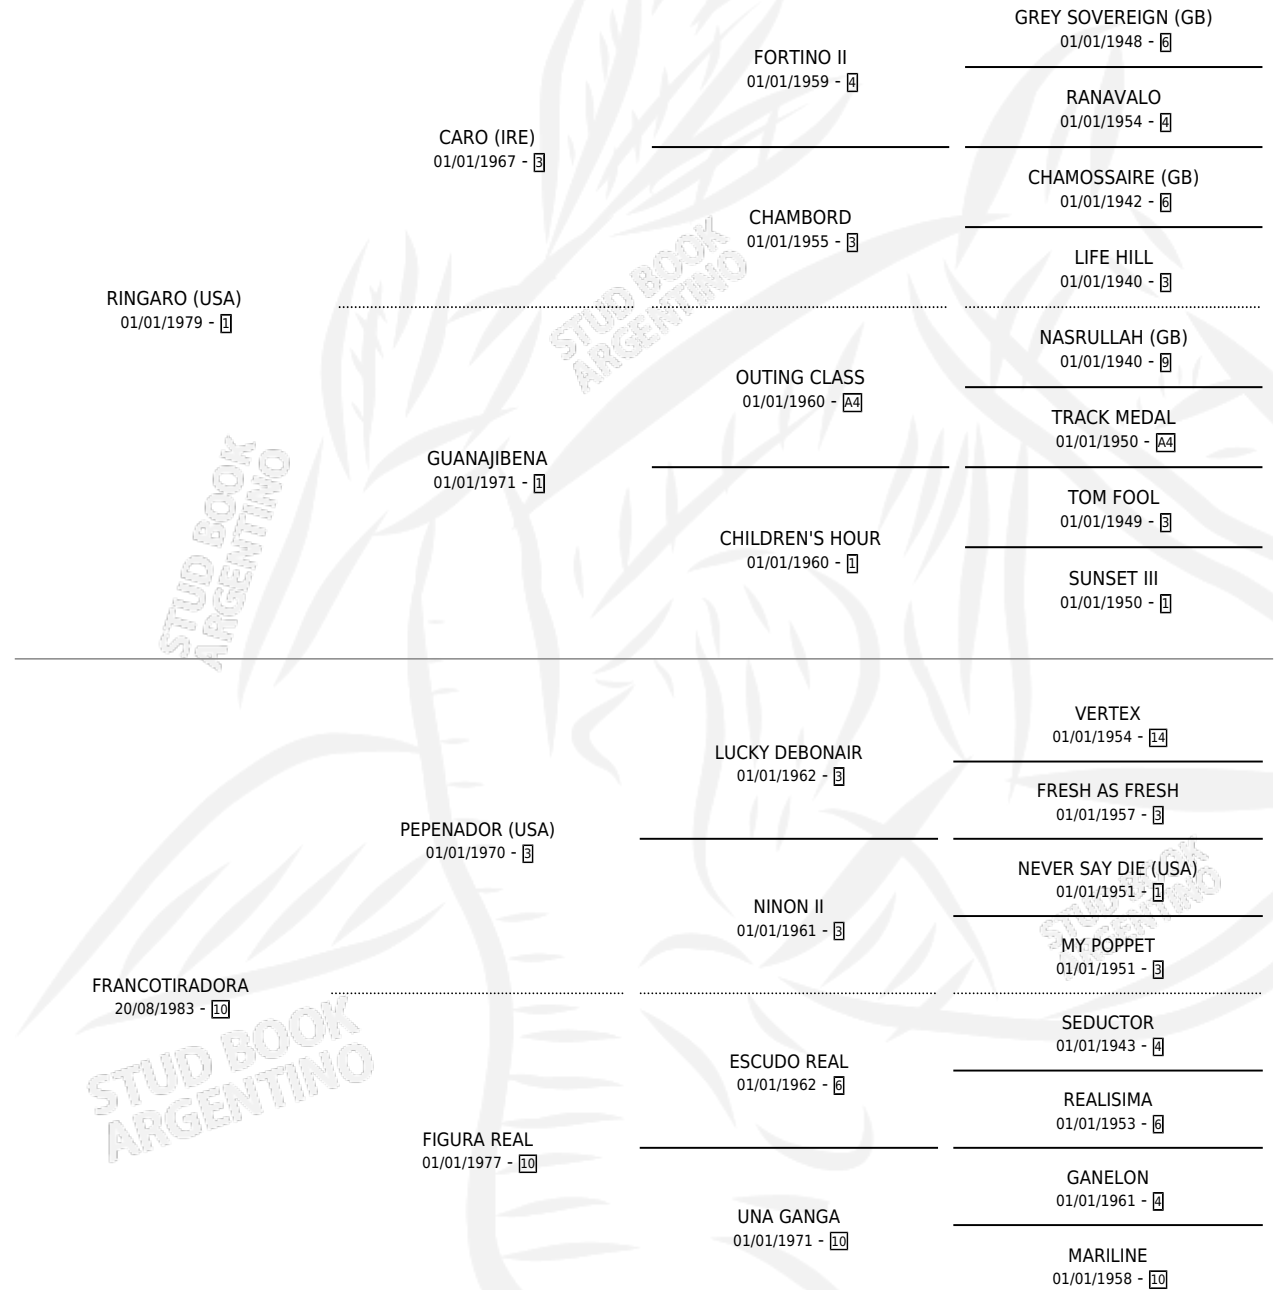 GREY SOVEREIGN (GB)
01/01/1948 - 6
FORTINO II
01/01/1959 - 4
RANAVALO
01/01/1954 - 4
CARO (IRE)
01/01/1967 - 3
CHAMOSSAIRE (GB)
01/01/1942 - 6
CHAMBORD
01/01/1955 - 3
LIFE HILL
01/01/1940 - 3
RINGARO (USA)
01/01/1979 - 1
NASRULLAH (GB)
01/01/1940 - 9
OUTING CLASS
01/01/1960 - A4
TRACK MEDAL
01/01/1950 - A4
GUANAJIBENA
01/01/1971 - 1
TOM FOOL
01/01/1949 - 3
CHILDREN'S HOUR
01/01/1960 - 1
SUNSET III
01/01/1950 - 1
VERTEX
01/01/1954 - 14
LUCKY DEBONAIR
01/01/1962 - 3
FRESH AS FRESH
01/01/1957 - 3
PEPENADOR (USA)
01/01/1970 - 3
NEVER SAY DIE (USA)
01/01/1951 - 1
NINON II
01/01/1961 - 3
MY POPPET
01/01/1951 - 3
FRANCOTIRADORA
20/08/1983 - 10
SEDUCTOR
01/01/1943 - 4
ESCUDO REAL
01/01/1962 - 6
REALISIMA
01/01/1953 - 6
FIGURA REAL
01/01/1977 - 10
GANELON
01/01/1961 - 4
UNA GANGA
01/01/1971 - 10
MARILINE
01/01/1958 - 10
STUD BOOK
ARGENTINO
STUD BOOK
ARGENTINO
STUD BOOK
ARGENTINO
STUD BOOK
ARGENTINO